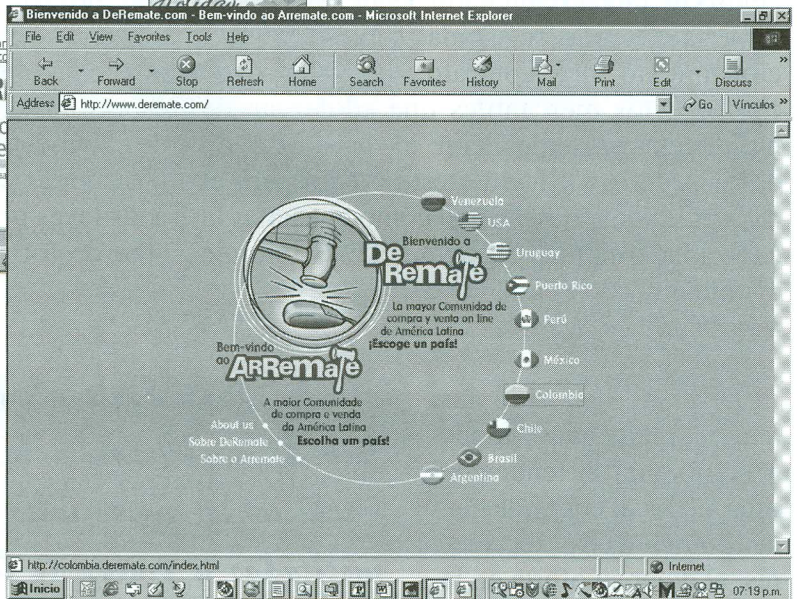 Bienvenido a DeRemate.com - Bem-vindo ao Arremate.com - Microsoft Internet Explorer
File Edit View Favorites Tools Help
Back Forward Stop Refresh Home Search Favorites History Mail Print Edit Discuss
Address http://www.deremate.com/ Go Vínculos
Venezuela
USA
Uruguay
Puerto Rico
Perú
México
Colombia
Chile
Brasil
Argentina
Bienvenido a
DeRemate
La mayor Comunidad de
compra y venta on line
de América Latina
¡Escoge un país!
Bem-vindo
ao ARRemate
A maior Comunidade
de compra e venda
da América Latina
Escolha um país!
About us
Sobre DeRemate
Sobre o Arremate
http://colombia.deremate.com/index.html Internet
Inicio 07:19 p.m.